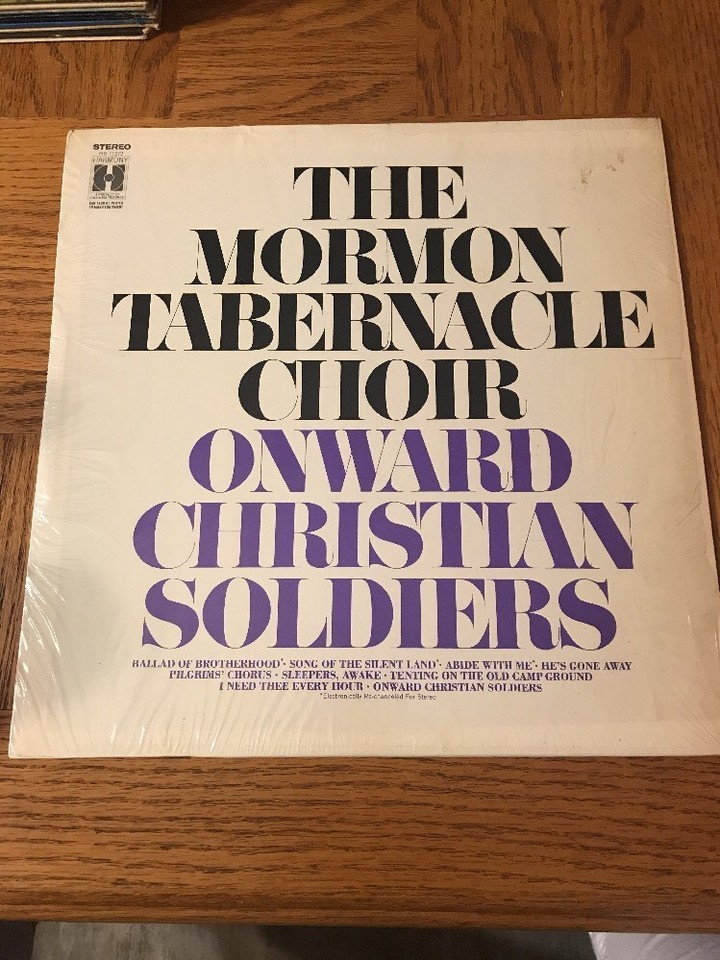 STEREO
HARMONY
THE
MORMON
TABERNACLE
CHOIR
ONWARD
CHRISTIAN
SOLDIERS
BALLAD OF BROTHERHOOD* · SONG OF THE SILENT LAND* · ABIDE WITH ME* · HE'S GONE AWAY
PILGRIMS' CHORUS · SLEEPERS, AWAKE · TENTING ON THE OLD CAMP GROUND
I NEED THEE EVERY HOUR · ONWARD CHRISTIAN SOLDIERS
*Electronically Re-channeled For Stereo